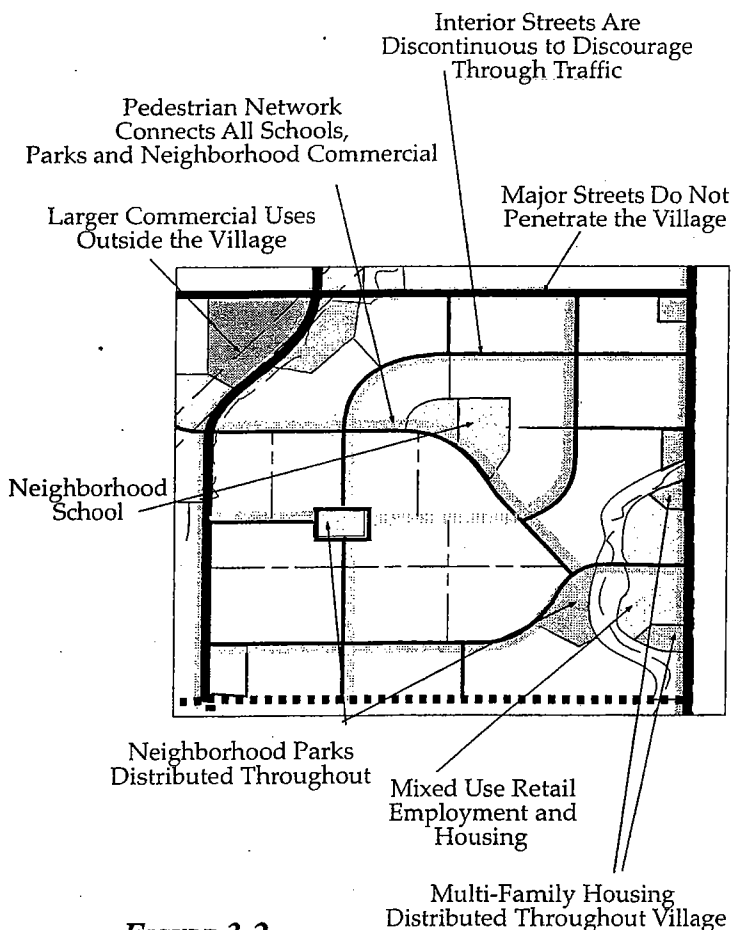 Interior Streets Are
Discontinuous to Discourage
Through Traffic
Pedestrian Network
Connects All Schools,
Parks and Neighborhood Commercial
Major Streets Do Not
Penetrate the Village
Larger Commercial Uses
Outside the Village
Neighborhood
School
Neighborhood Parks
Distributed Throughout
Mixed Use Retail
Employment and
Housing
Multi-Family Housing
Distributed Throughout Village